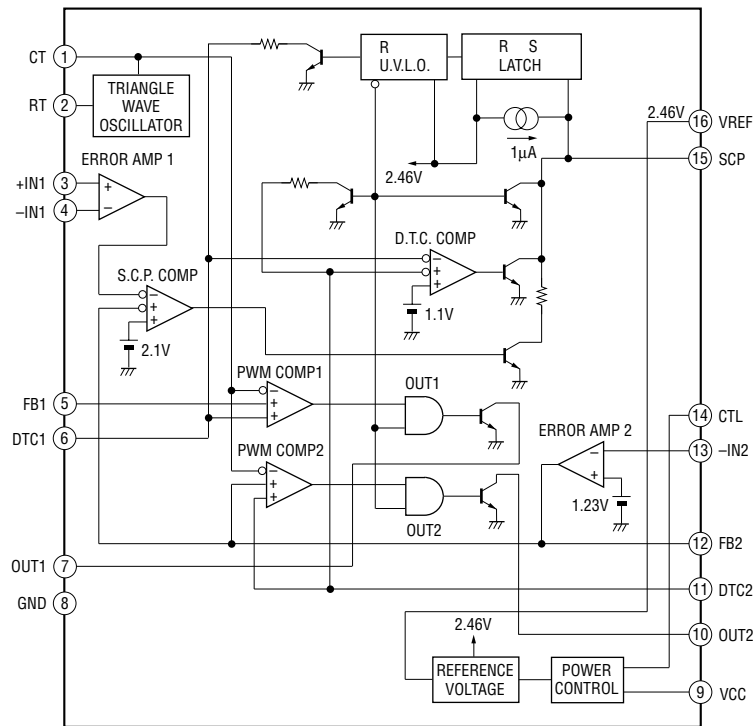 CT 1
RT 2
TRIANGLE
WAVE
OSCILLATOR
R
U.V.L.O.
R S
LATCH
1μA
2.46V
2.46V
16 VREF
15 SCP
ERROR AMP 1
+IN1 3
–IN1 4
+
–
D.T.C. COMP
–
+
+
1.1V
S.C.P. COMP
–
+
+
2.1V
FB1 5
DTC1 6
PWM COMP1
–
+
+
OUT1
PWM COMP2
–
+
+
OUT2
14 CTL
13 –IN2
ERROR AMP 2
–
+
1.23V
12 FB2
OUT1 7
GND 8
11 DTC2
10 OUT2
9 VCC
2.46V
REFERENCE
VOLTAGE
POWER
CONTROL